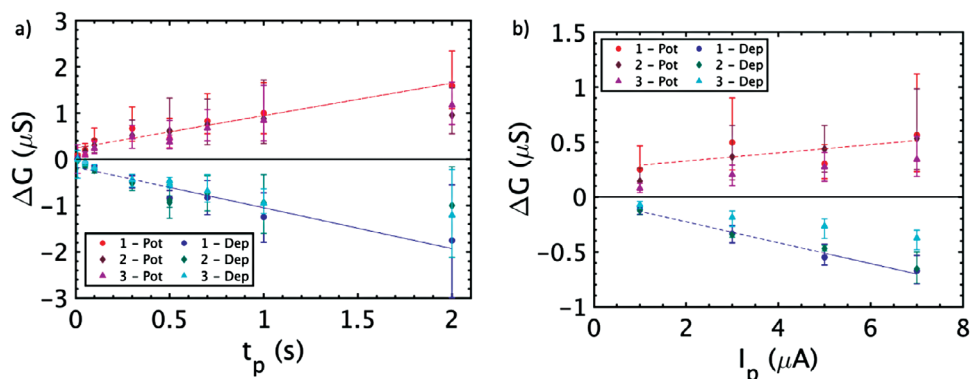 a)
3
2
1
0
−1
−2
−3
ΔG (μS)
1 – Pot 1 – Dep
2 – Pot 2 – Dep
3 – Pot 3 – Dep
0 0.5 1 1.5 2
t_p (s)
b)
1.5
1
0.5
0
-0.5
-1
ΔG (μS)
1 – Pot 1 – Dep
2 – Pot 2 – Dep
3 – Pot 3 – Dep
0 2 4 6 8
I_p (μA)